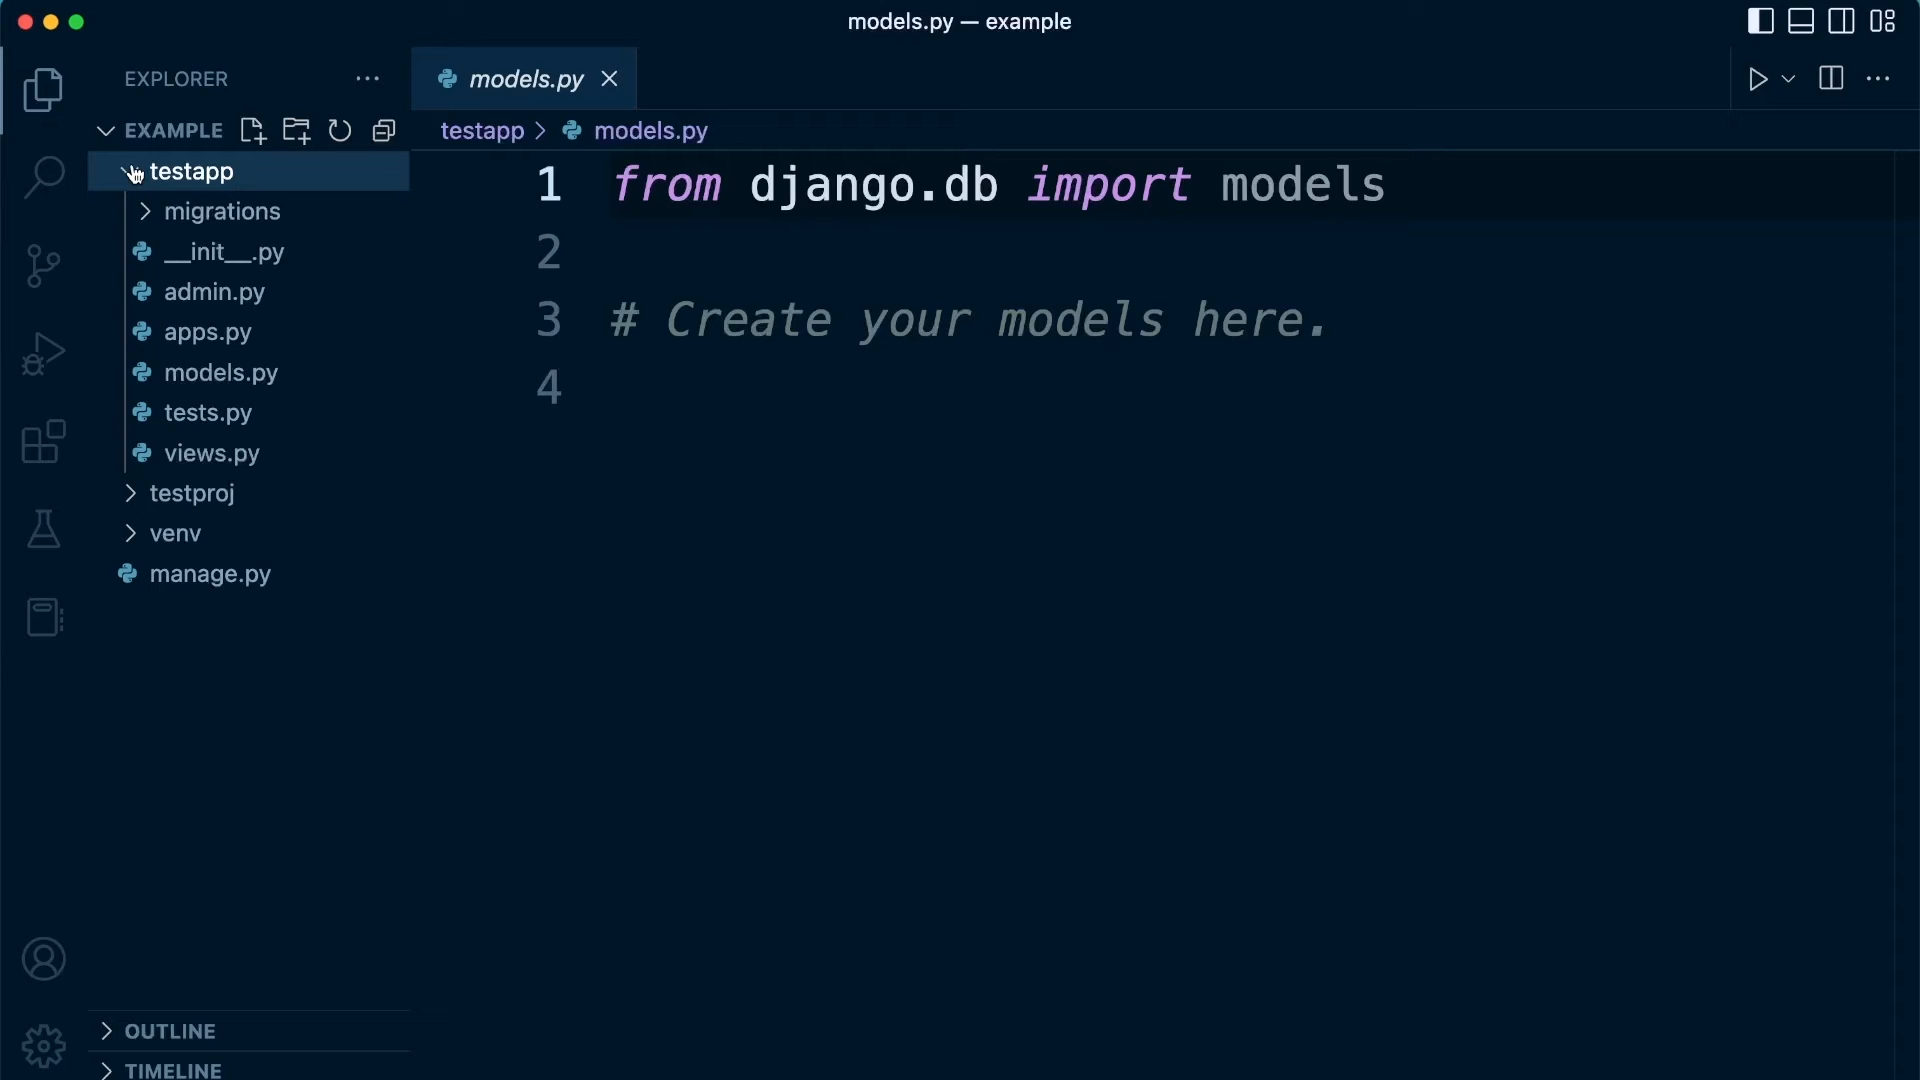 models.py — example
EXPLORER
models.py
EXAMPLE
testapp > models.py
testapp
migrations
__init__.py
admin.py
apps.py
models.py
tests.py
views.py
testproj
venv
manage.py
1 from django.db import models
2
3 # Create your models here.
4
OUTLINE
TIMELINE